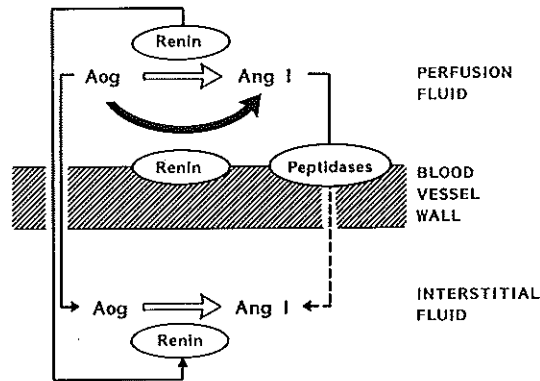 Renin
Aog Ang I
PERFUSION
FLUID
Renin Peptidases
BLOOD
VESSEL
WALL
Aog Ang I
INTERSTITIAL
FLUID
Renin